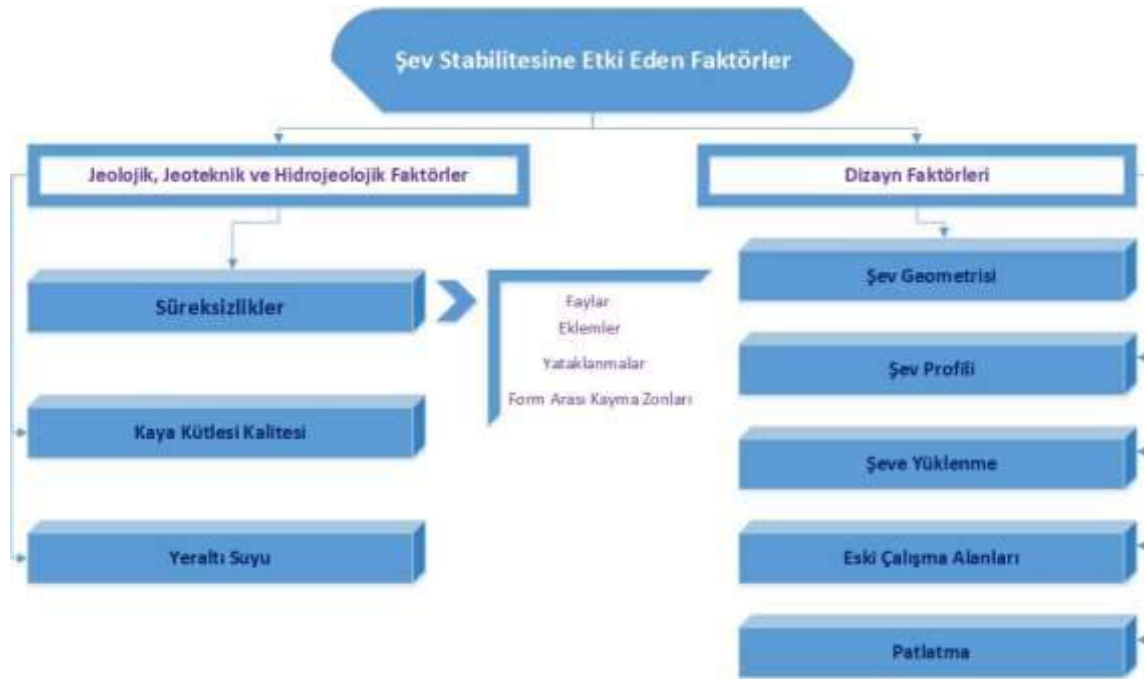 Şev Stabilitesine Etki Eden Faktörler
Jeolojik, Jeoteknik ve Hidrojeolojik Faktörler
Süreksizlikler
Faylar
Eklemler
Yataklanmalar
Form Arası Kayma Zonları
Kaya Kütlesi Kalitesi
Yeraltı Suyu
Dizayn Faktörleri
Şev Geometrisi
Şev Profili
Şeve Yüklenme
Eski Çalışma Alanları
Patlatma